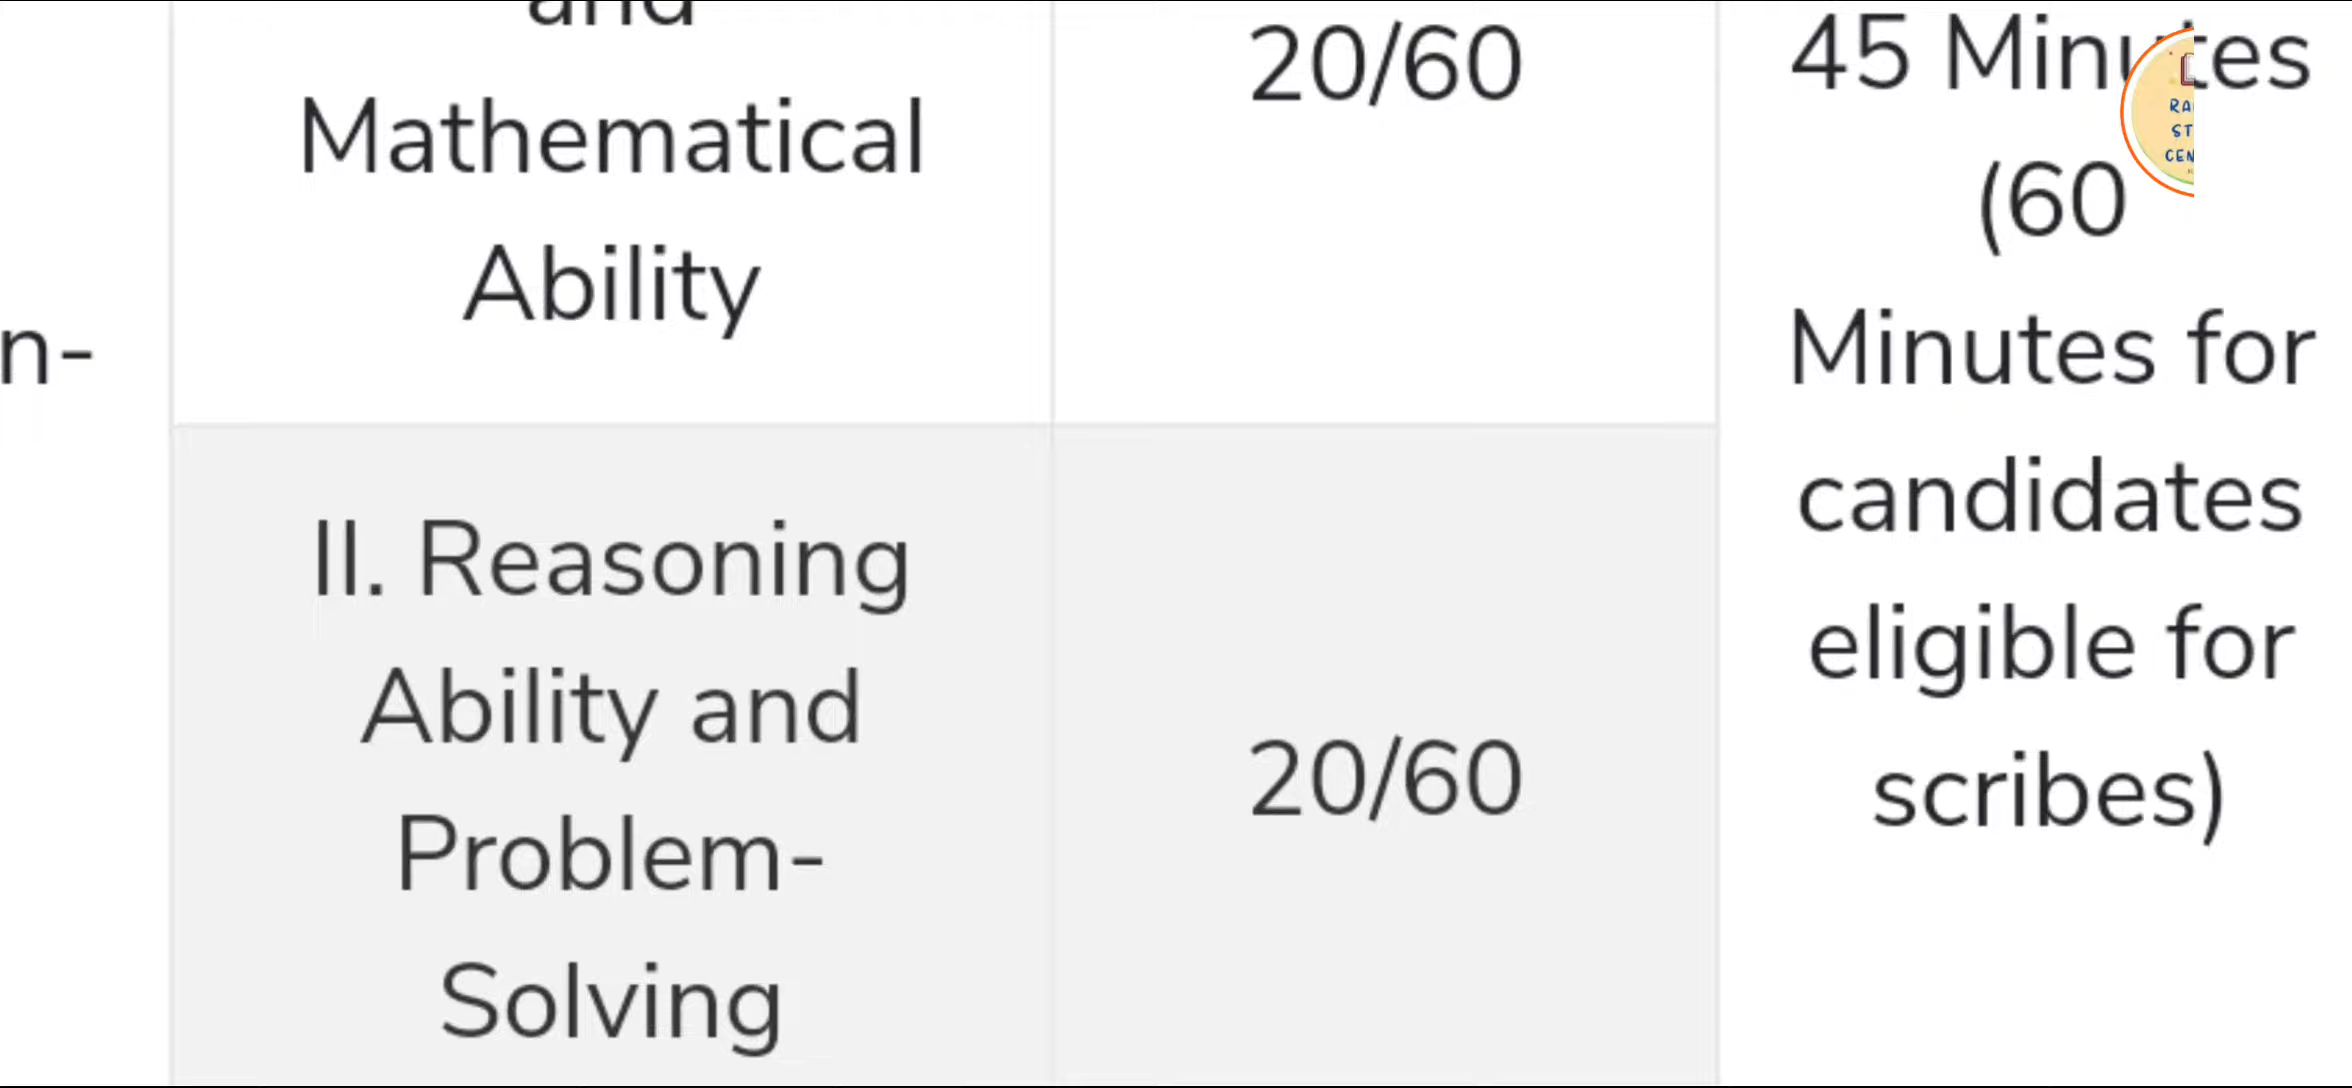 and
Mathematical
Ability
20/60
45 Minutes
(60
Minutes for
candidates
eligible for
scribes)
n-
II. Reasoning
Ability and
Problem-
Solving
20/60